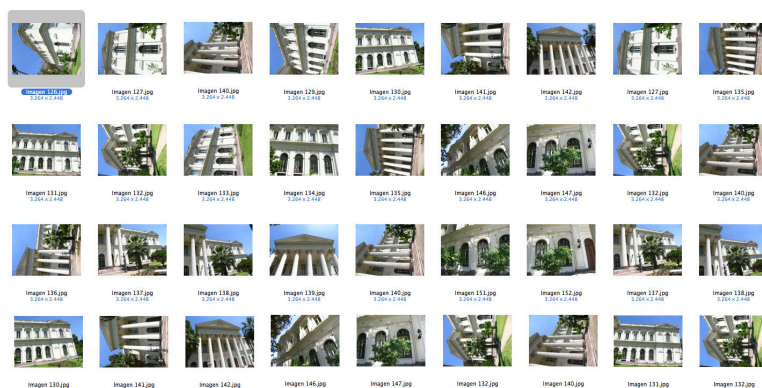 Imagen 126.jpg Imagen 127.jpg Imagen 140.jpg Imagen 129.jpg Imagen 130.jpg Imagen 141.jpg Imagen 142.jpg Imagen 127.jpg Imagen 135.jpg
3.264 x 2.448 3.264 x 2.448 3.264 x 2.448 3.264 x 2.448 3.264 x 2.448 3.264 x 2.448 3.264 x 2.448 3.264 x 2.448 3.264 x 2.448
Imagen 131.jpg Imagen 132.jpg Imagen 133.jpg Imagen 134.jpg Imagen 135.jpg Imagen 146.jpg Imagen 147.jpg Imagen 132.jpg Imagen 140.jpg
3.264 x 2.448 3.264 x 2.448 3.264 x 2.448 3.264 x 2.448 3.264 x 2.448 3.264 x 2.448 3.264 x 2.448 3.264 x 2.448 3.264 x 2.448
Imagen 136.jpg Imagen 137.jpg Imagen 138.jpg Imagen 139.jpg Imagen 140.jpg Imagen 151.jpg Imagen 152.jpg Imagen 137.jpg Imagen 138.jpg
3.264 x 2.448 3.264 x 2.448 3.264 x 2.448 3.264 x 2.448 3.264 x 2.448 3.264 x 2.448 3.264 x 2.448 3.264 x 2.448 3.264 x 2.448
Imagen 130.jpg Imagen 141.jpg Imagen 142.jpg Imagen 146.jpg Imagen 147.jpg Imagen 132.jpg Imagen 140.jpg Imagen 131.jpg Imagen 132.jpg